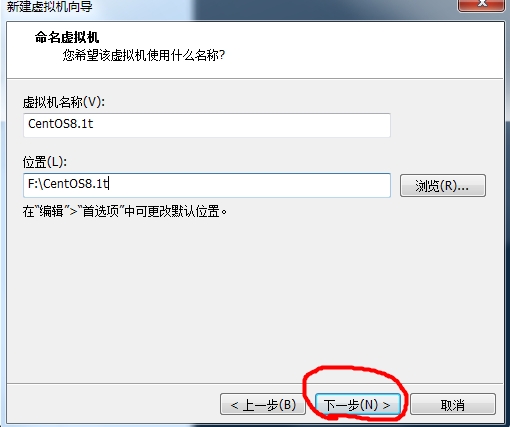 新建虚拟机向导
命名虚拟机
您希望该虚拟机使用什么名称?
虚拟机名称(V):
CentOS8.1t
位置(L):
F:\CentOS8.1t
浏览(R)...
在"编辑">"首选项"中可更改默认位置。
< 上一步(B)
下一步(N) >
取消